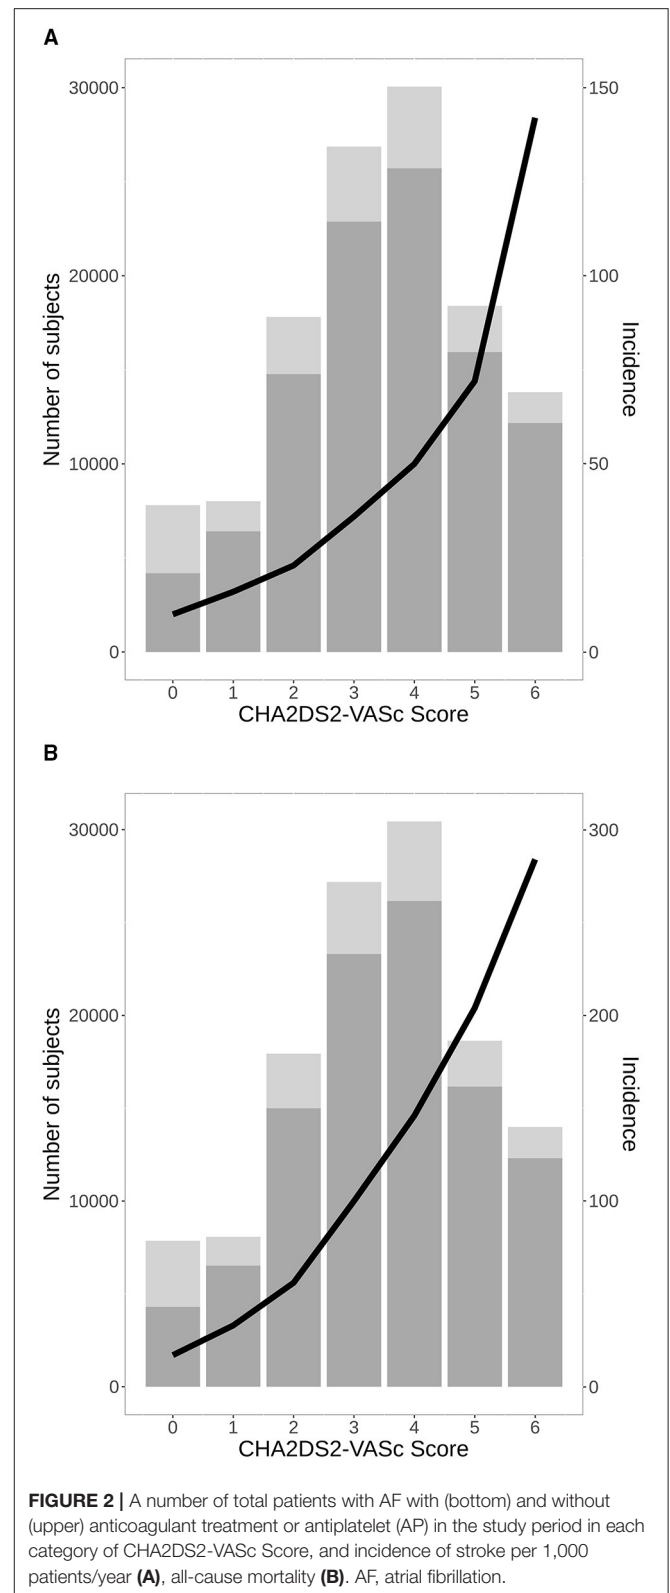 A
30000
20000
10000
0
Number of subjects
150
100
50
0
Incidence
0 1 2 3 4 5 6
CHA2DS2-VASc Score
B
30000
20000
10000
0
Number of subjects
300
200
100
0
Incidence
0 1 2 3 4 5 6
CHA2DS2-VASc Score
FIGURE 2 | A number of total patients with AF with (bottom) and without
(upper) anticoagulant treatment or antiplatelet (AP) in the study period in each
category of CHA2DS2-VASc Score, and incidence of stroke per 1,000
patients/year (A), all-cause mortality (B). AF, atrial fibrillation.